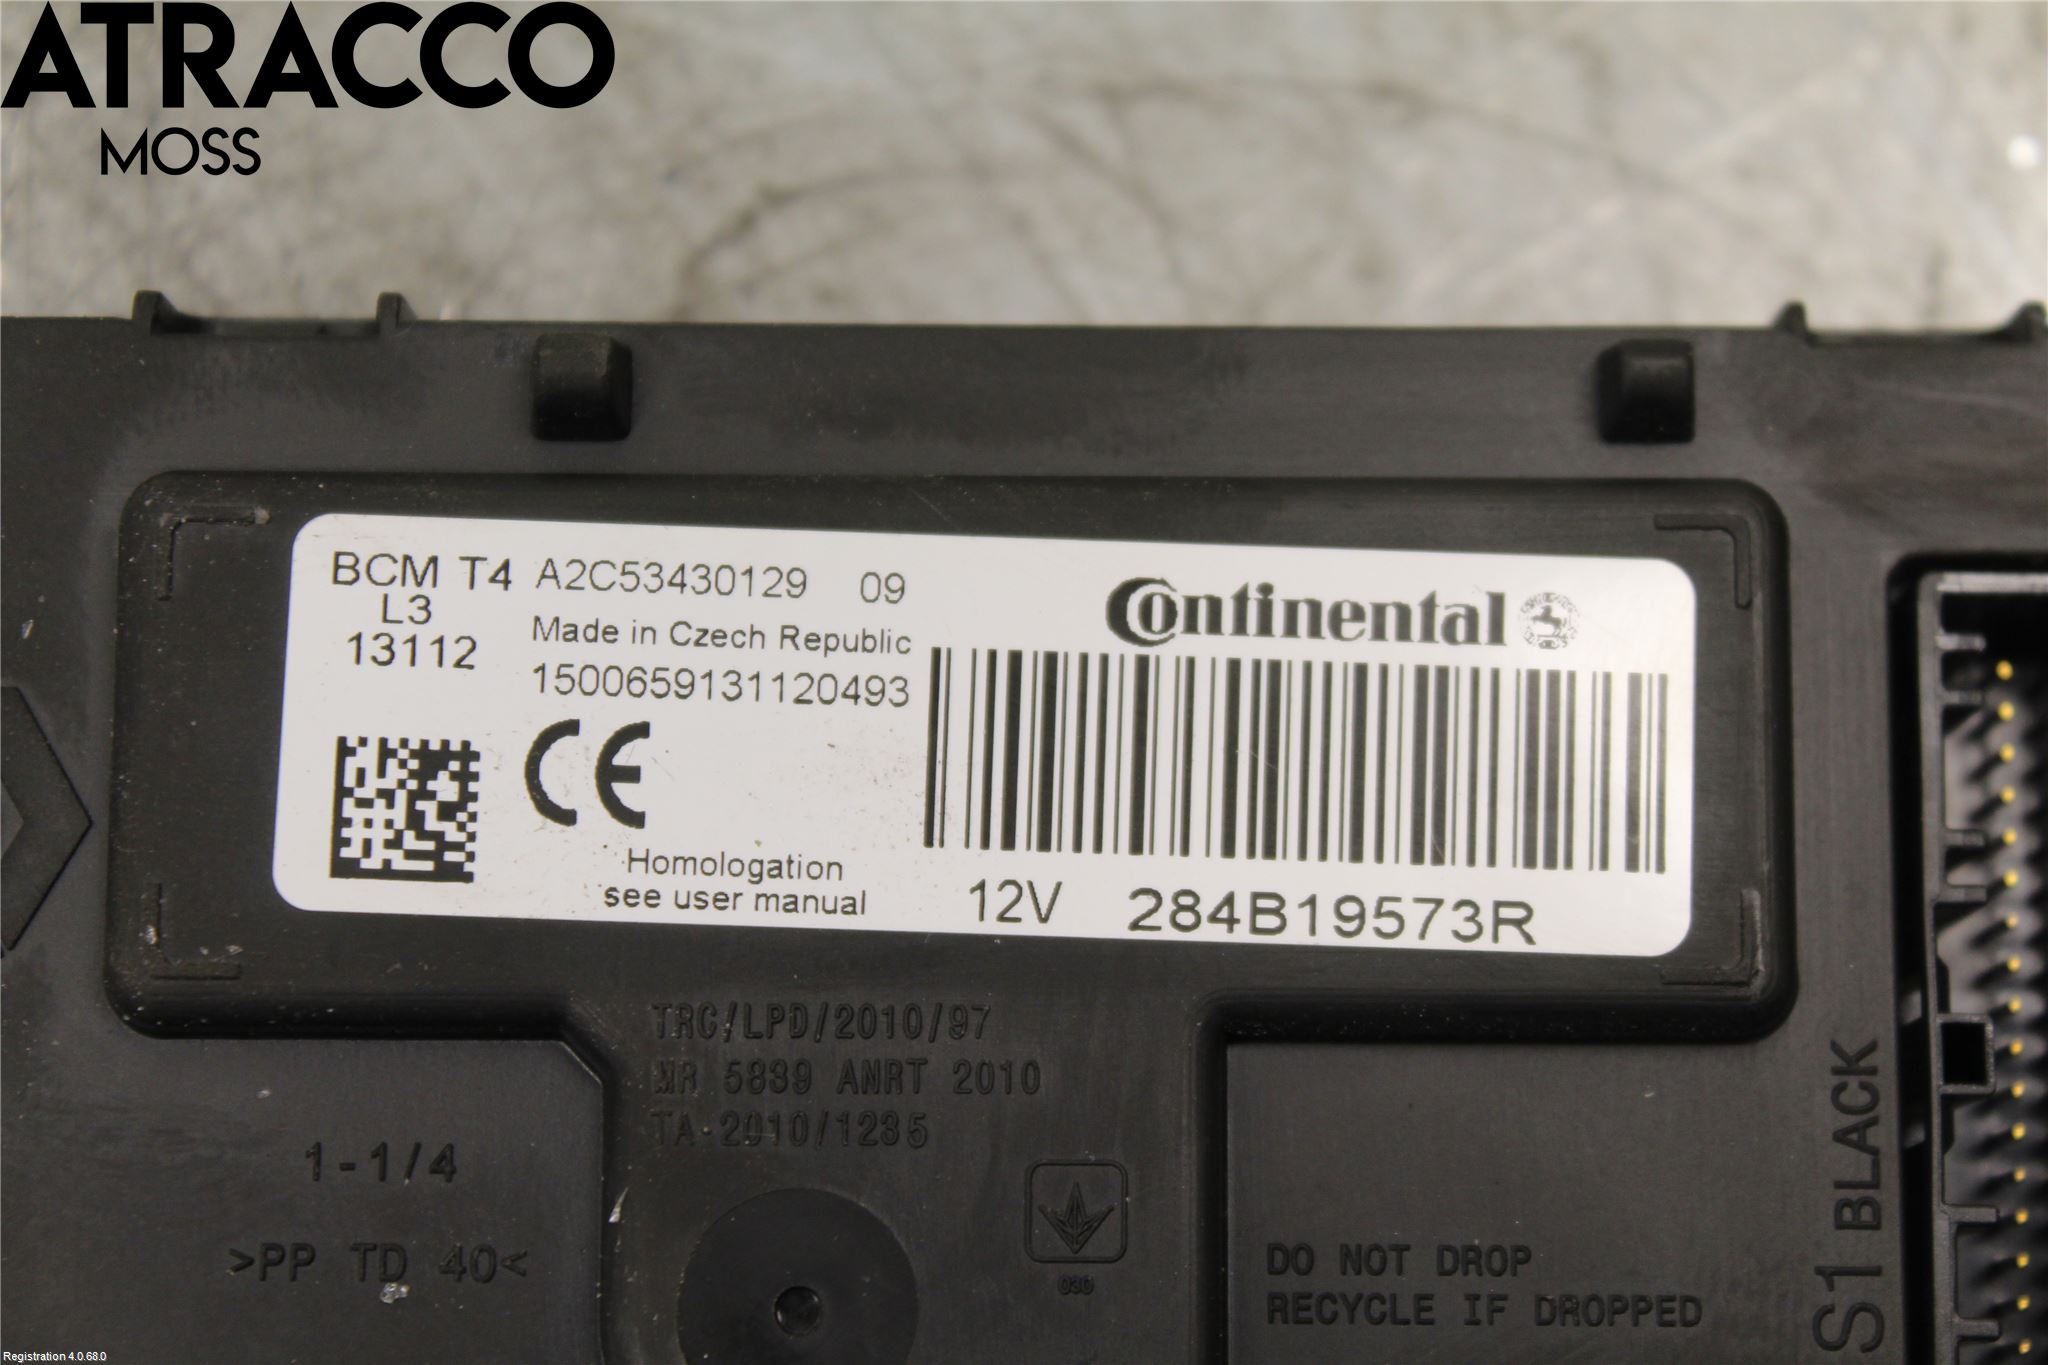 ATRACCO
MOSS
BCM T4 A2C53430129 09
L3
13112
Made in Czech Republic
1500659131120493
Continental
CE
Homologation
see user manual
12V 284B19573R
TRC/LPD/2010/97
MR 5839 ANRT 2010
TA-2010/1235
1-1/4
>PP TD 40<
030
DO NOT DROP
RECYCLE IF DROPPED
S1 BLACK
Registration 4.0.68.0